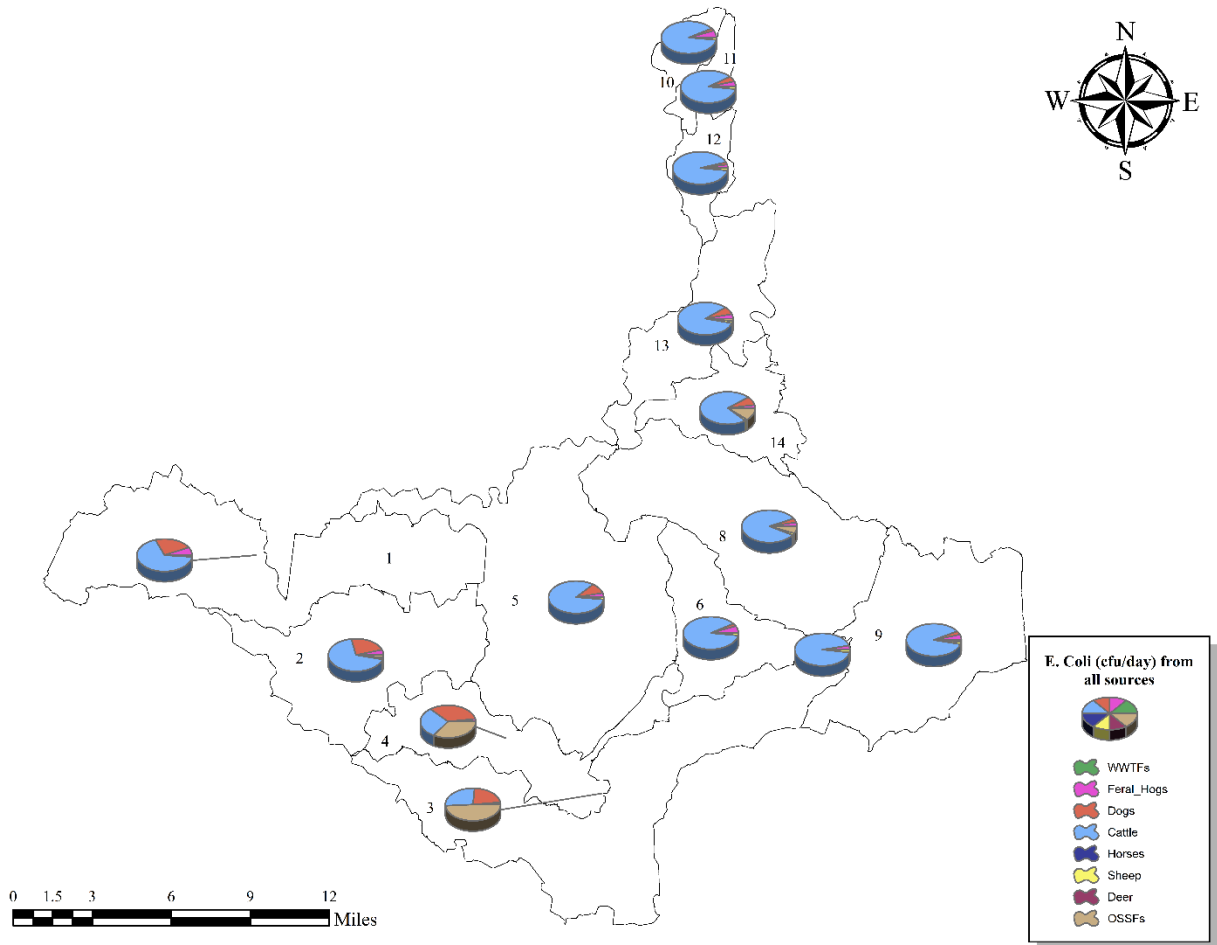 N
W E
S
11
10
12
13
14
8
1
5
6
9
2
4
3
E. Coli (cfu/day) from
all sources
WWTFs
Feral_Hogs
Dogs
Cattle
Horses
Sheep
Deer
OSSFs
0 1.5 3 6 9 12
Miles